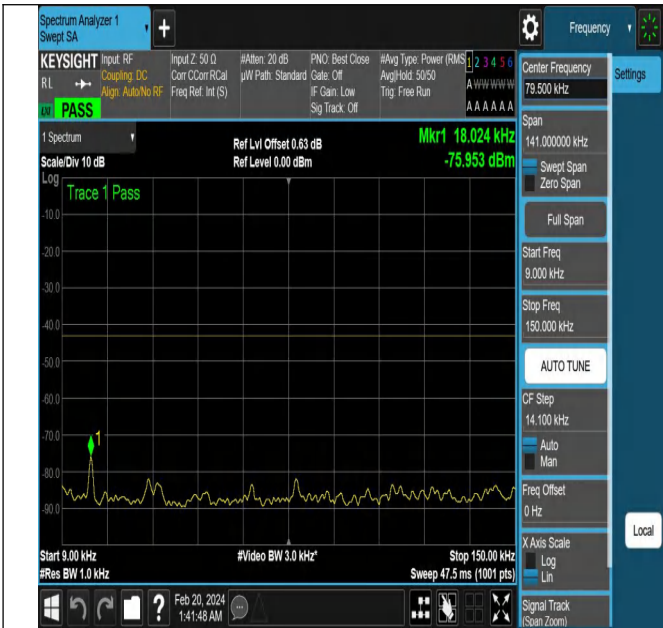 Spectrum Analyzer 1
Swept SA
Frequency
KEYSIGHT
RL
PASS
Input: RF
Coupling: DC
Align: Auto/No RF
Input Z: 50 Ω
Corr CCorr RCal
Freq Ref: Int (S)
#Atten: 20 dB
µW Path: Standard
PNO: Best Close
Gate: Off
IF Gain: Low
Sig Track: Off
#Avg Type: Power (RMS
Avg|Hold: 50/50
Trig: Free Run
1 2 3 4 5 6
A W W W W W
A A A A A A
1 Spectrum
Scale/Div 10 dB
Ref Lvl Offset 0.63 dB
Ref Level 0.00 dBm
Mkr1 18.024 kHz
-75.953 dBm
Log
Trace 1 Pass
-10.0
-20.0
-30.0
-40.0
-50.0
-60.0
-70.0
-80.0
-90.0
1
Start 9.00 kHz
#Res BW 1.0 kHz
#Video BW 3.0 kHz*
Stop 150.00 kHz
Sweep 47.5 ms (1001 pts)
Center Frequency
79.500 kHz
Settings
Span
141.000000 kHz
Swept Span
Zero Span
Full Span
Start Freq
9.000 kHz
Stop Freq
150.000 kHz
AUTO TUNE
CF Step
14.100 kHz
Auto
Man
Freq Offset
0 Hz
Local
X Axis Scale
Log
Lin
Signal Track
(Span Zoom)
?
Feb 20, 2024
1:41:48 AM